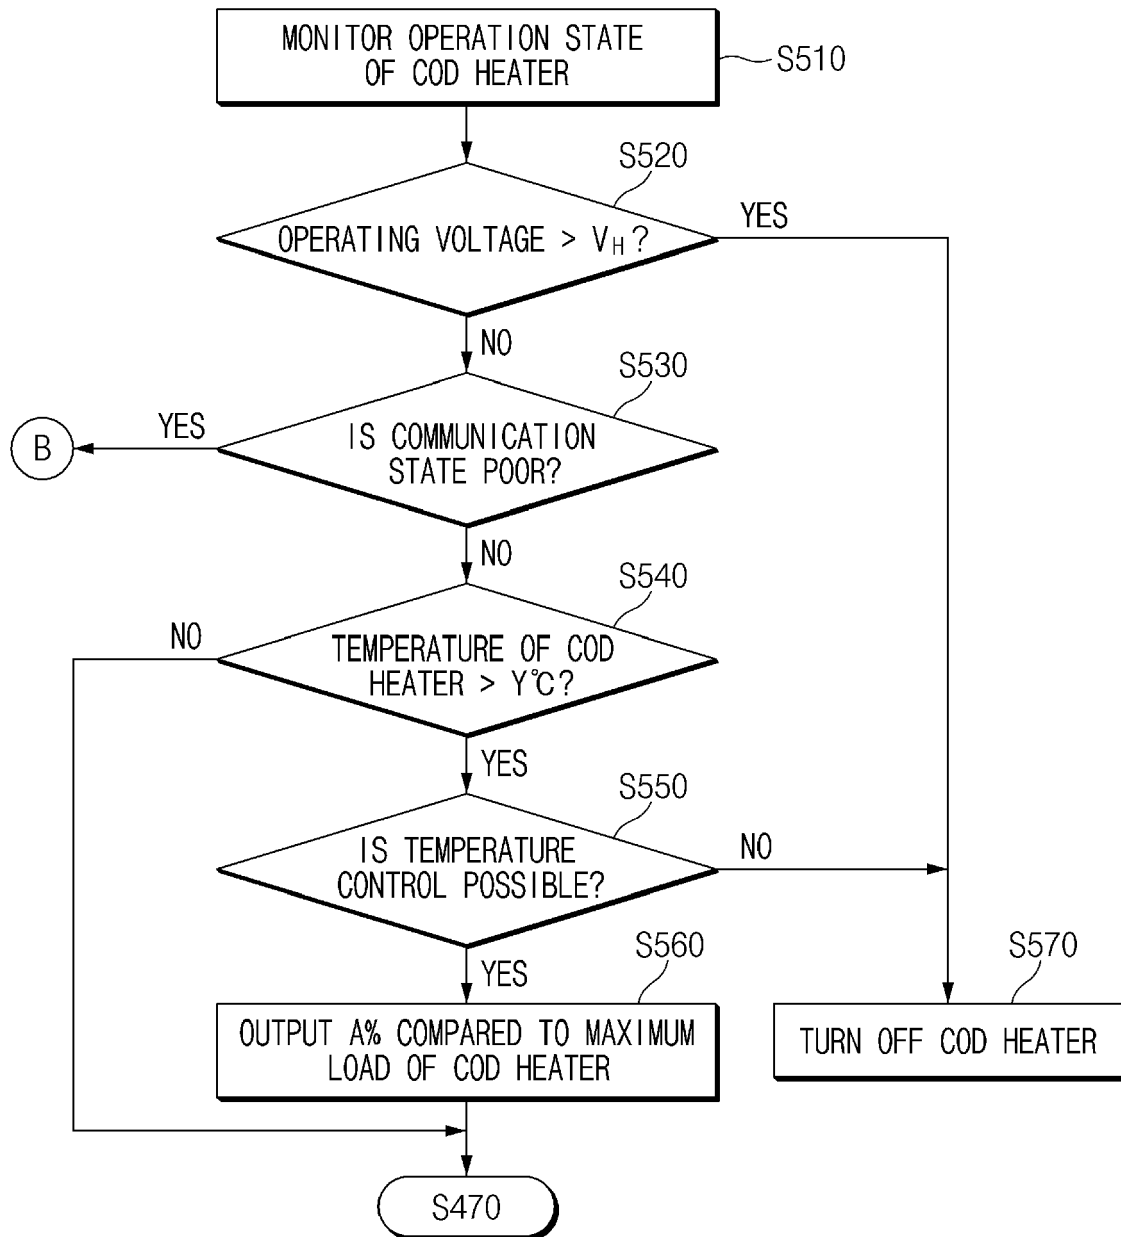 MONITOR OPERATION STATE
OF COD HEATER
S510
S520
OPERATING VOLTAGE > VH?
YES
NO
S530
IS COMMUNICATION
STATE POOR?
YES
B
NO
S540
TEMPERATURE OF COD
HEATER > Y℃?
NO
YES
S550
IS TEMPERATURE
CONTROL POSSIBLE?
NO
YES
S560
OUTPUT A% COMPARED TO MAXIMUM
LOAD OF COD HEATER
S570
TURN OFF COD HEATER
S470